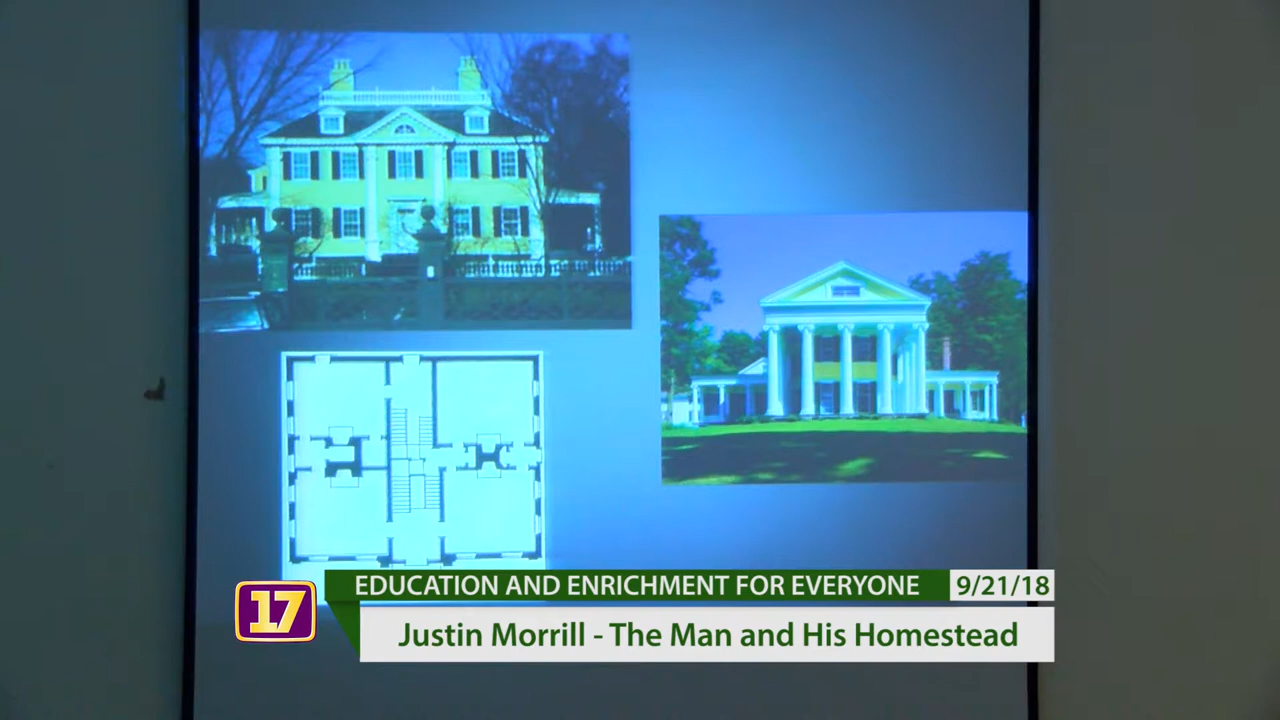 EDUCATION AND ENRICHMENT FOR EVERYONE 9/21/18
17
Justin Morrill - The Man and His Homestead